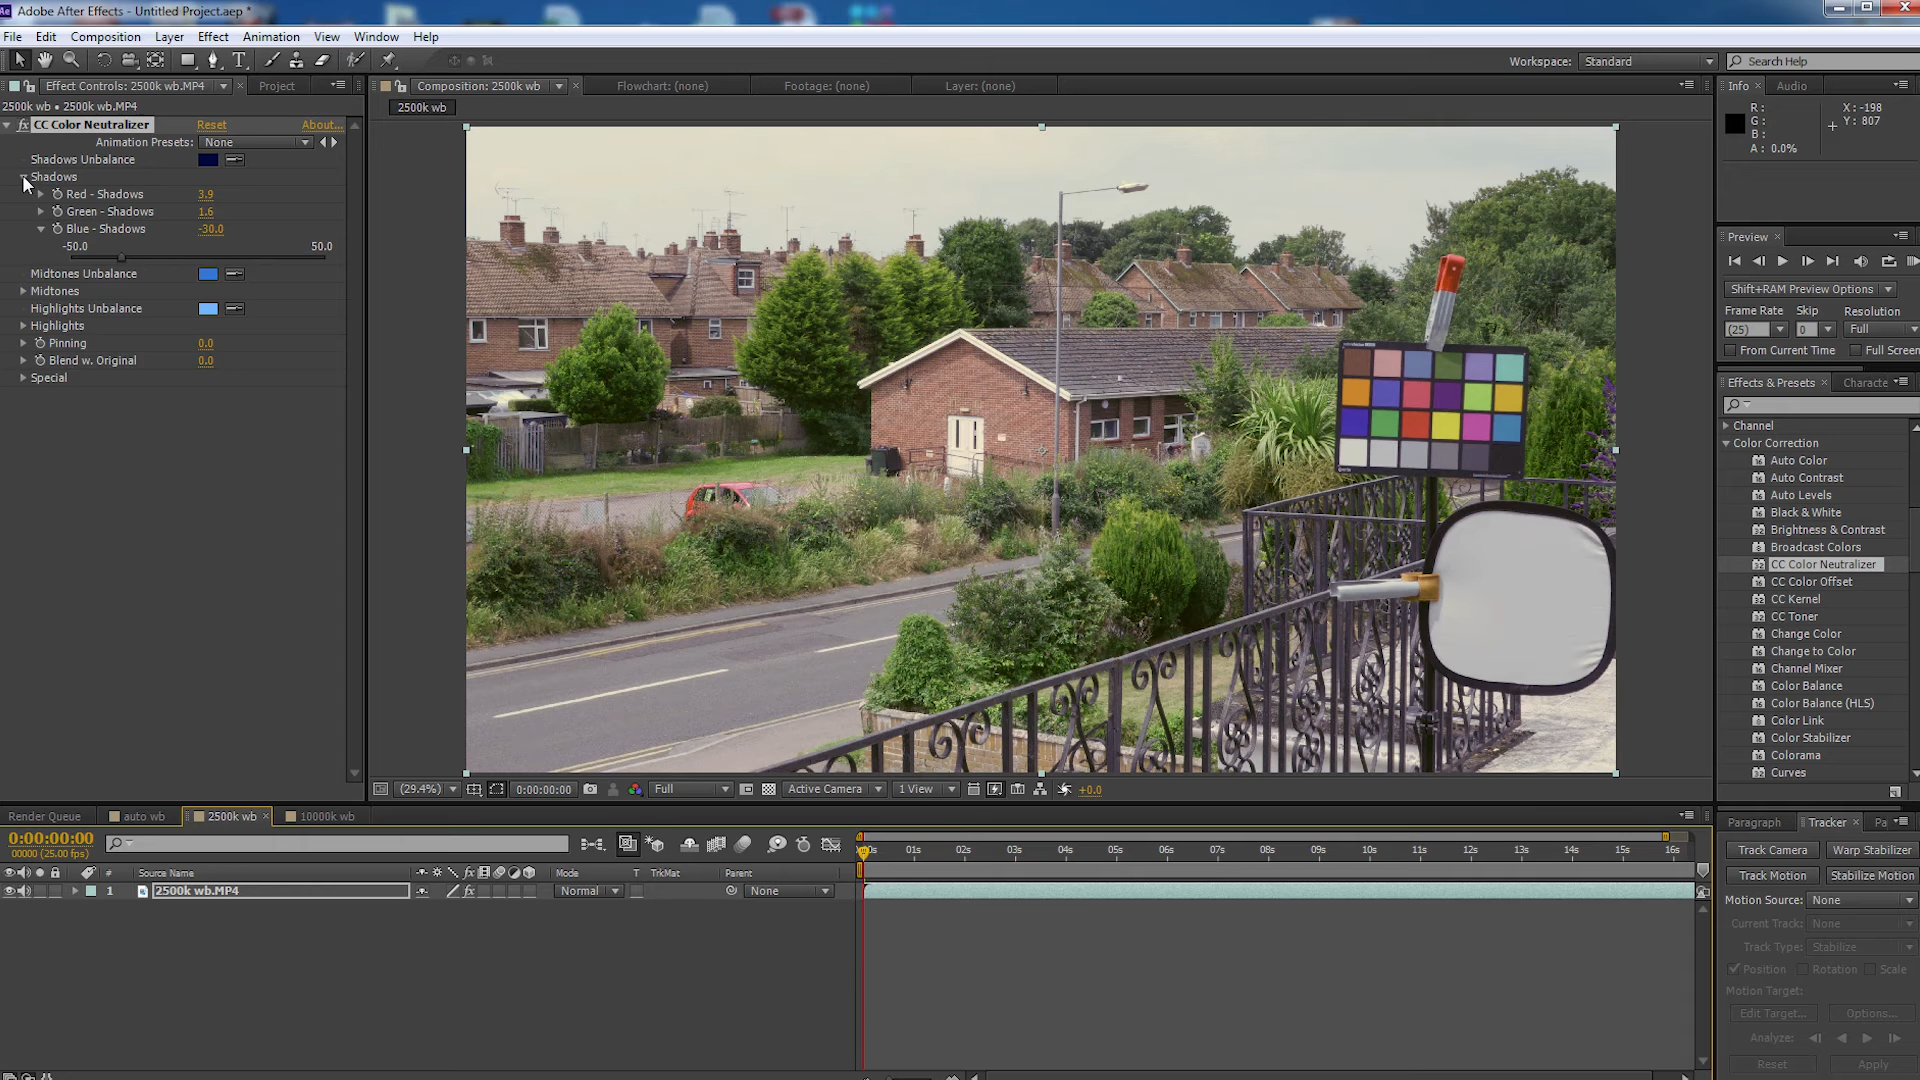 Adobe After Effects - Untitled Project.aep *
File Edit Composition Layer Effect Animation View Window Help
Workspace: Standard Search Help
Effect Controls: 2500k wb.MP4 Project
2500k wb • 2500k wb.MP4
fx CC Color Neutralizer Reset About...
Animation Presets: None
Shadows Unbalance
Shadows
Red - Shadows 3.9
Green - Shadows 1.6
Blue - Shadows -30.0
-50.0 50.0
Midtones Unbalance
Midtones
Highlights Unbalance
Highlights
Pinning 0.0
Blend w. Original 0.0
Special
Composition: 2500k wb Flowchart: (none) Footage: (none) Layer: (none)
2500k wb
(29.4%) 0:00:00:00 Full Active Camera 1 View +0.0
Info Audio
R: X: -198
G: Y: 807
B:
A: 0.0%
Preview
Shift+RAM Preview Options
Frame Rate Skip Resolution
(25) 0 Full
From Current Time Full Screen
Effects & Presets Characte
Channel
Color Correction
Auto Color
Auto Contrast
Auto Levels
Black & White
Brightness & Contrast
Broadcast Colors
CC Color Neutralizer
CC Color Offset
CC Kernel
CC Toner
Change Color
Change to Color
Channel Mixer
Color Balance
Color Balance (HLS)
Color Link
Color Stabilizer
Colorama
Curves
Render Queue auto wb 2500k wb 10000k wb
0:00:00:00
00000 (25.00 fps)
# Source Name fx Mode T TrkMat Parent
1 2500k wb.MP4 fx Normal None
01s 02s 03s 04s 05s 06s 07s 08s 09s 10s 11s 12s 13s 14s 15s 16s
Paragraph Tracker Pa
Track Camera Warp Stabilizer
Track Motion Stabilize Motion
Motion Source: None
Current Track: None
Track Type: Stabilize
Position Rotation Scale
Motion Target:
Edit Target... Options...
Analyze:
Reset Apply